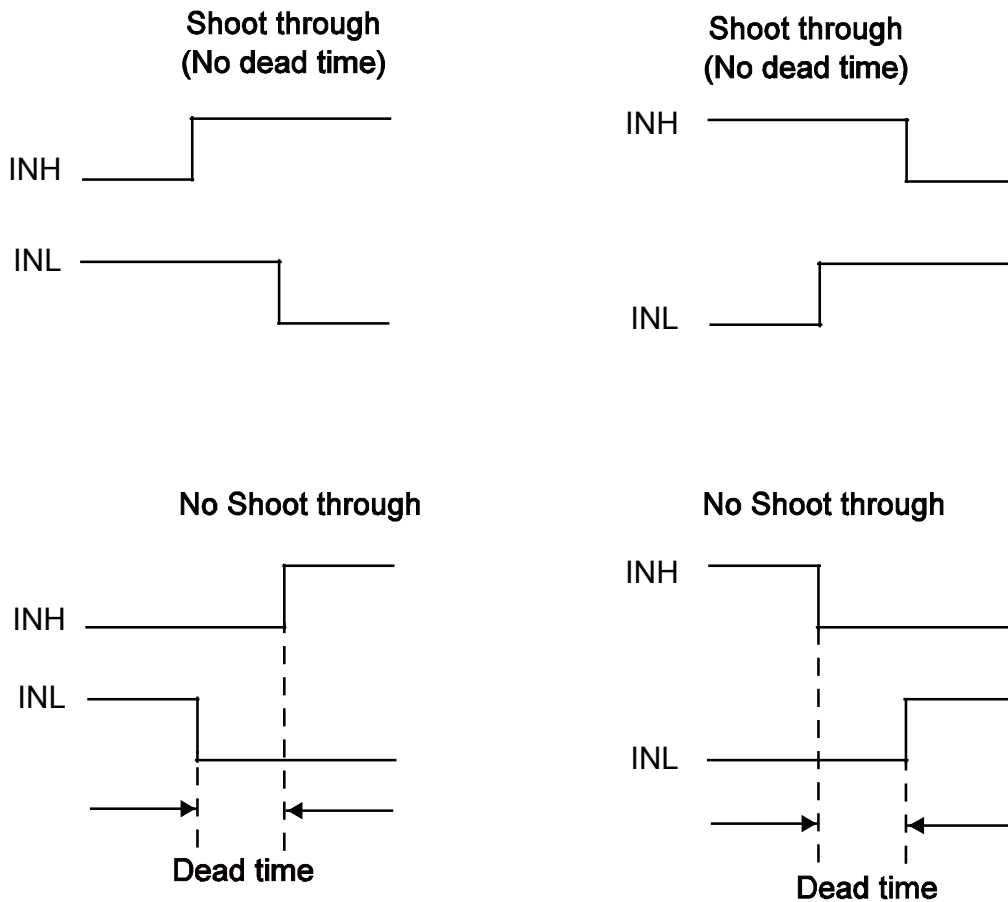 Shoot through
(No dead time)
INH
INL
Shoot through
(No dead time)
INH
INL
No Shoot through
INH
INL
Dead time
No Shoot through
INH
INL
Dead time